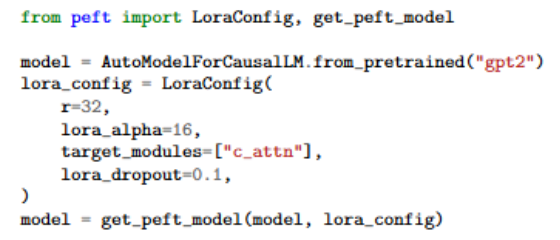 from peft import LoraConfig, get_peft_model

model = AutoModelForCausalLM.from_pretrained("gpt2")
lora_config = LoraConfig(
    r=32,
    lora_alpha=16,
    target_modules=["c_attn"],
    lora_dropout=0.1,
)
model = get_peft_model(model, lora_config)